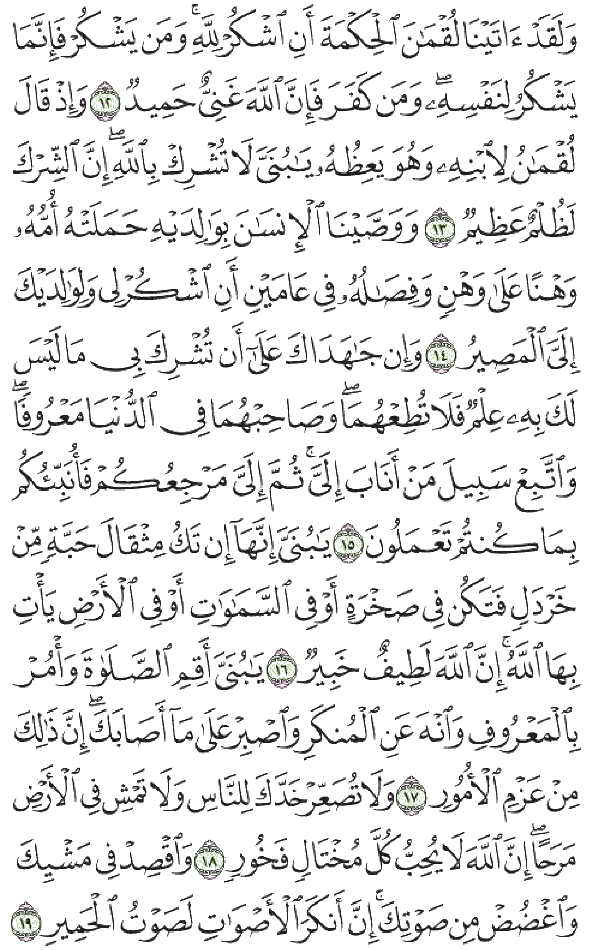 وَلَقَدْ ءَاتَيْنَا لُقْمَٰنَ ٱلْحِكْمَةَ أَنِ ٱشْكُرْ لِلَّهِ ۚ وَمَن يَشْكُرْ فَإِنَّمَا
يَشْكُرُ لِنَفْسِهِۦ ۖ وَمَن كَفَرَ فَإِنَّ ٱللَّهَ غَنِىٌّ حَمِيدٌ ١٢ وَإِذْ قَالَ
لُقْمَٰنُ لِٱبْنِهِۦ وَهُوَ يَعِظُهُۥ يَٰبُنَىَّ لَا تُشْرِكْ بِٱللَّهِ ۖ إِنَّ ٱلشِّرْكَ
لَظُلْمٌ عَظِيمٌ ١٣ وَوَصَّيْنَا ٱلْإِنسَٰنَ بِوَٰلِدَيْهِ حَمَلَتْهُ أُمُّهُۥ
وَهْنًا عَلَىٰ وَهْنٍ وَفِصَٰلُهُۥ فِى عَامَيْنِ أَنِ ٱشْكُرْ لِى وَلِوَٰلِدَيْكَ
إِلَىَّ ٱلْمَصِيرُ ١٤ وَإِن جَٰهَدَاكَ عَلَىٰٓ أَن تُشْرِكَ بِى مَا لَيْسَ
لَكَ بِهِۦ عِلْمٌ فَلَا تُطِعْهُمَا ۖ وَصَاحِبْهُمَا فِى ٱلدُّنْيَا مَعْرُوفًا ۖ
وَٱتَّبِعْ سَبِيلَ مَنْ أَنَابَ إِلَىَّ ۚ ثُمَّ إِلَىَّ مَرْجِعُكُمْ فَأُنَبِّئُكُم
بِمَا كُنتُمْ تَعْمَلُونَ ١٥ يَٰبُنَىَّ إِنَّهَآ إِن تَكُ مِثْقَالَ حَبَّةٍ مِّنْ
خَرْدَلٍ فَتَكُن فِى صَخْرَةٍ أَوْ فِى ٱلسَّمَٰوَٰتِ أَوْ فِى ٱلْأَرْضِ يَأْتِ
بِهَا ٱللَّهُ ۚ إِنَّ ٱللَّهَ لَطِيفٌ خَبِيرٌ ١٦ يَٰبُنَىَّ أَقِمِ ٱلصَّلَوٰةَ وَأْمُرْ
بِٱلْمَعْرُوفِ وَٱنْهَ عَنِ ٱلْمُنكَرِ وَٱصْبِرْ عَلَىٰ مَآ أَصَابَكَ ۖ إِنَّ ذَٰلِكَ
مِنْ عَزْمِ ٱلْأُمُورِ ١٧ وَلَا تُصَعِّرْ خَدَّكَ لِلنَّاسِ وَلَا تَمْشِ فِى ٱلْأَرْضِ
مَرَحًا ۖ إِنَّ ٱللَّهَ لَا يُحِبُّ كُلَّ مُخْتَالٍ فَخُورٍ ١٨ وَٱقْصِدْ فِى مَشْيِكَ
وَٱغْضُضْ مِن صَوْتِكَ ۚ إِنَّ أَنكَرَ ٱلْأَصْوَٰتِ لَصَوْتُ ٱلْحَمِيرِ ١٩